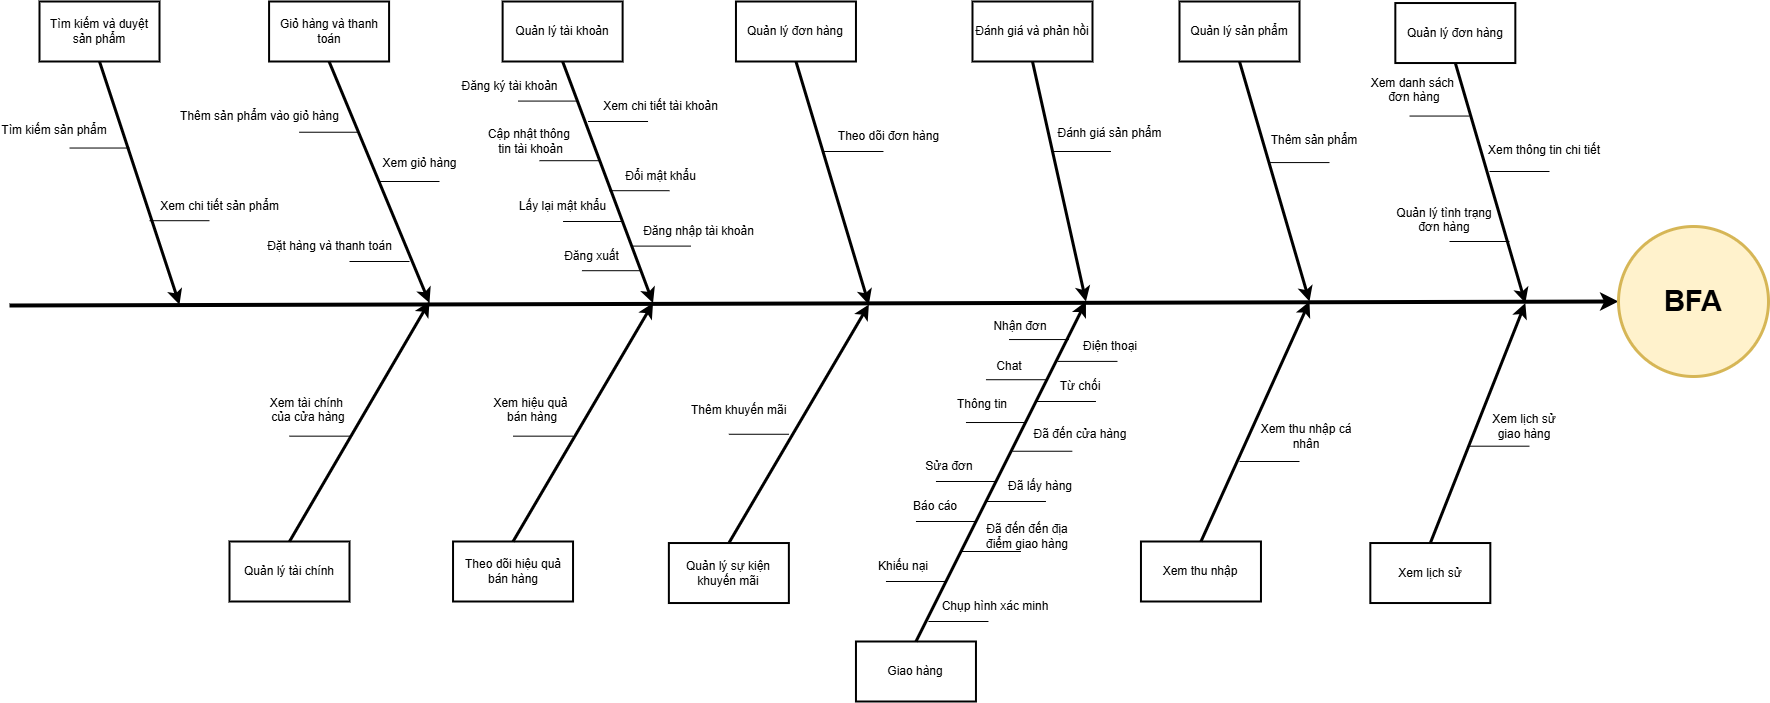 Tìm kiếm và duyệt
sản phẩm
Giỏ hàng và thanh
toán
Quản lý tài khoản
Quản lý đơn hàng
Đánh giá và phản hồi
Quản lý sản phẩm
Quản lý đơn hàng
Tìm kiếm sản phẩm
Xem chi tiết sản phẩm
Thêm sản phẩm vào giỏ hàng
Xem giỏ hàng
Đặt hàng và thanh toán
Đăng ký tài khoản
Xem chi tiết tài khoản
Cập nhật thông
tin tài khoản
Đổi mật khẩu
Lấy lại mật khẩu
Đăng nhập tài khoản
Đăng xuất
Theo dõi đơn hàng
Đánh giá sản phẩm
Thêm sản phẩm
Xem danh sách
đơn hàng
Xem thông tin chi tiết
Quản lý tình trạng
đơn hàng
BFA
Xem tài chính
của cửa hàng
Xem hiệu quả
bán hàng
Thêm khuyến mãi
Nhận đơn
Điện thoại
Chat
Từ chối
Thông tin
Đã đến cửa hàng
Sửa đơn
Đã lấy hàng
Báo cáo
Đã đến đến địa
điểm giao hàng
Khiếu nại
Chụp hình xác minh
Xem thu nhập cá
nhân
Xem lịch sử
giao hàng
Quản lý tài chính
Theo dõi hiệu quả
bán hàng
Quản lý sự kiện
khuyến mãi
Giao hàng
Xem thu nhập
Xem lịch sử